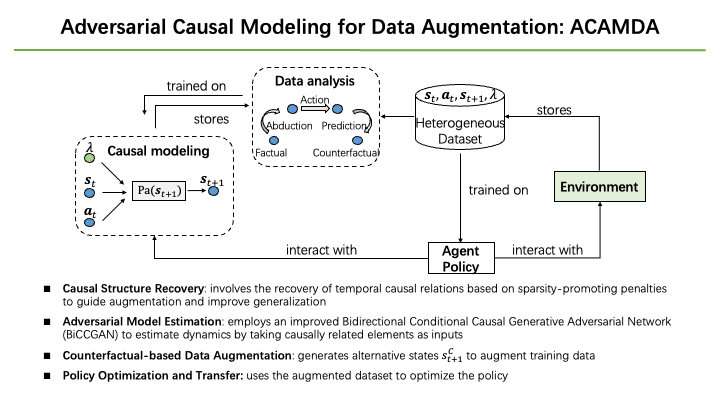 Adversarial Causal Modeling for Data Augmentation: ACAMDA
trained on
stores
Data analysis
Action
Abduction
Prediction
Factual
Counterfactual
s_t, a_t, s_{t+1}, λ
Heterogeneous
Dataset
stores
Causal modeling
λ
s_t
a_t
Pa(s_{t+1})
s_{t+1}
trained on
Environment
interact with
Agent
Policy
interact with
■ Causal Structure Recovery: involves the recovery of temporal causal relations based on sparsity-promoting penalties
to guide augmentation and improve generalization
■ Adversarial Model Estimation: employs an improved Bidirectional Conditional Causal Generative Adversarial Network
(BiCCGAN) to estimate dynamics by taking causally related elements as inputs
■ Counterfactual-based Data Augmentation: generates alternative states s^C_{t+1} to augment training data
■ Policy Optimization and Transfer: uses the augmented dataset to optimize the policy